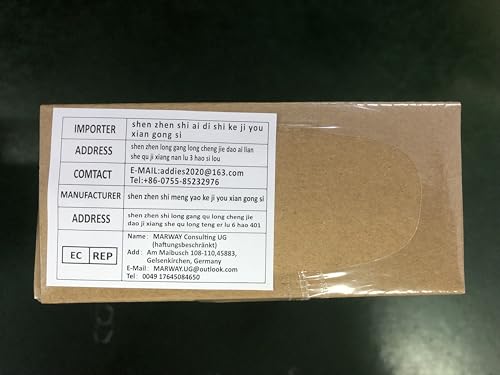 IMPORTER shen zhen shi ai di shi ke ji you
xian gong si
ADDRESS shen zhen long gang long cheng jie dao ai lian
she qu ji xiang nan lu 3 hao si lou
COMTACT E-MAIL:addies2020@163.com
Tel:+86-0755-85232976
MANUFACTURER shen zhen shi meng yao ke ji you xian gong si
ADDRESS shen zhen shi long gang qu long cheng jie
dao ji xiang she qu long teng er lu 6 hao 401
EC REP
Name: MARWAY Consulting UG
(haftungsbeschränkt)
Add: Am Maibusch 108-110,45883,
Gelsenkirchen, Germany
E-Mail: MARWAY.UG@outlook.com
Tel: 0049 17645084650